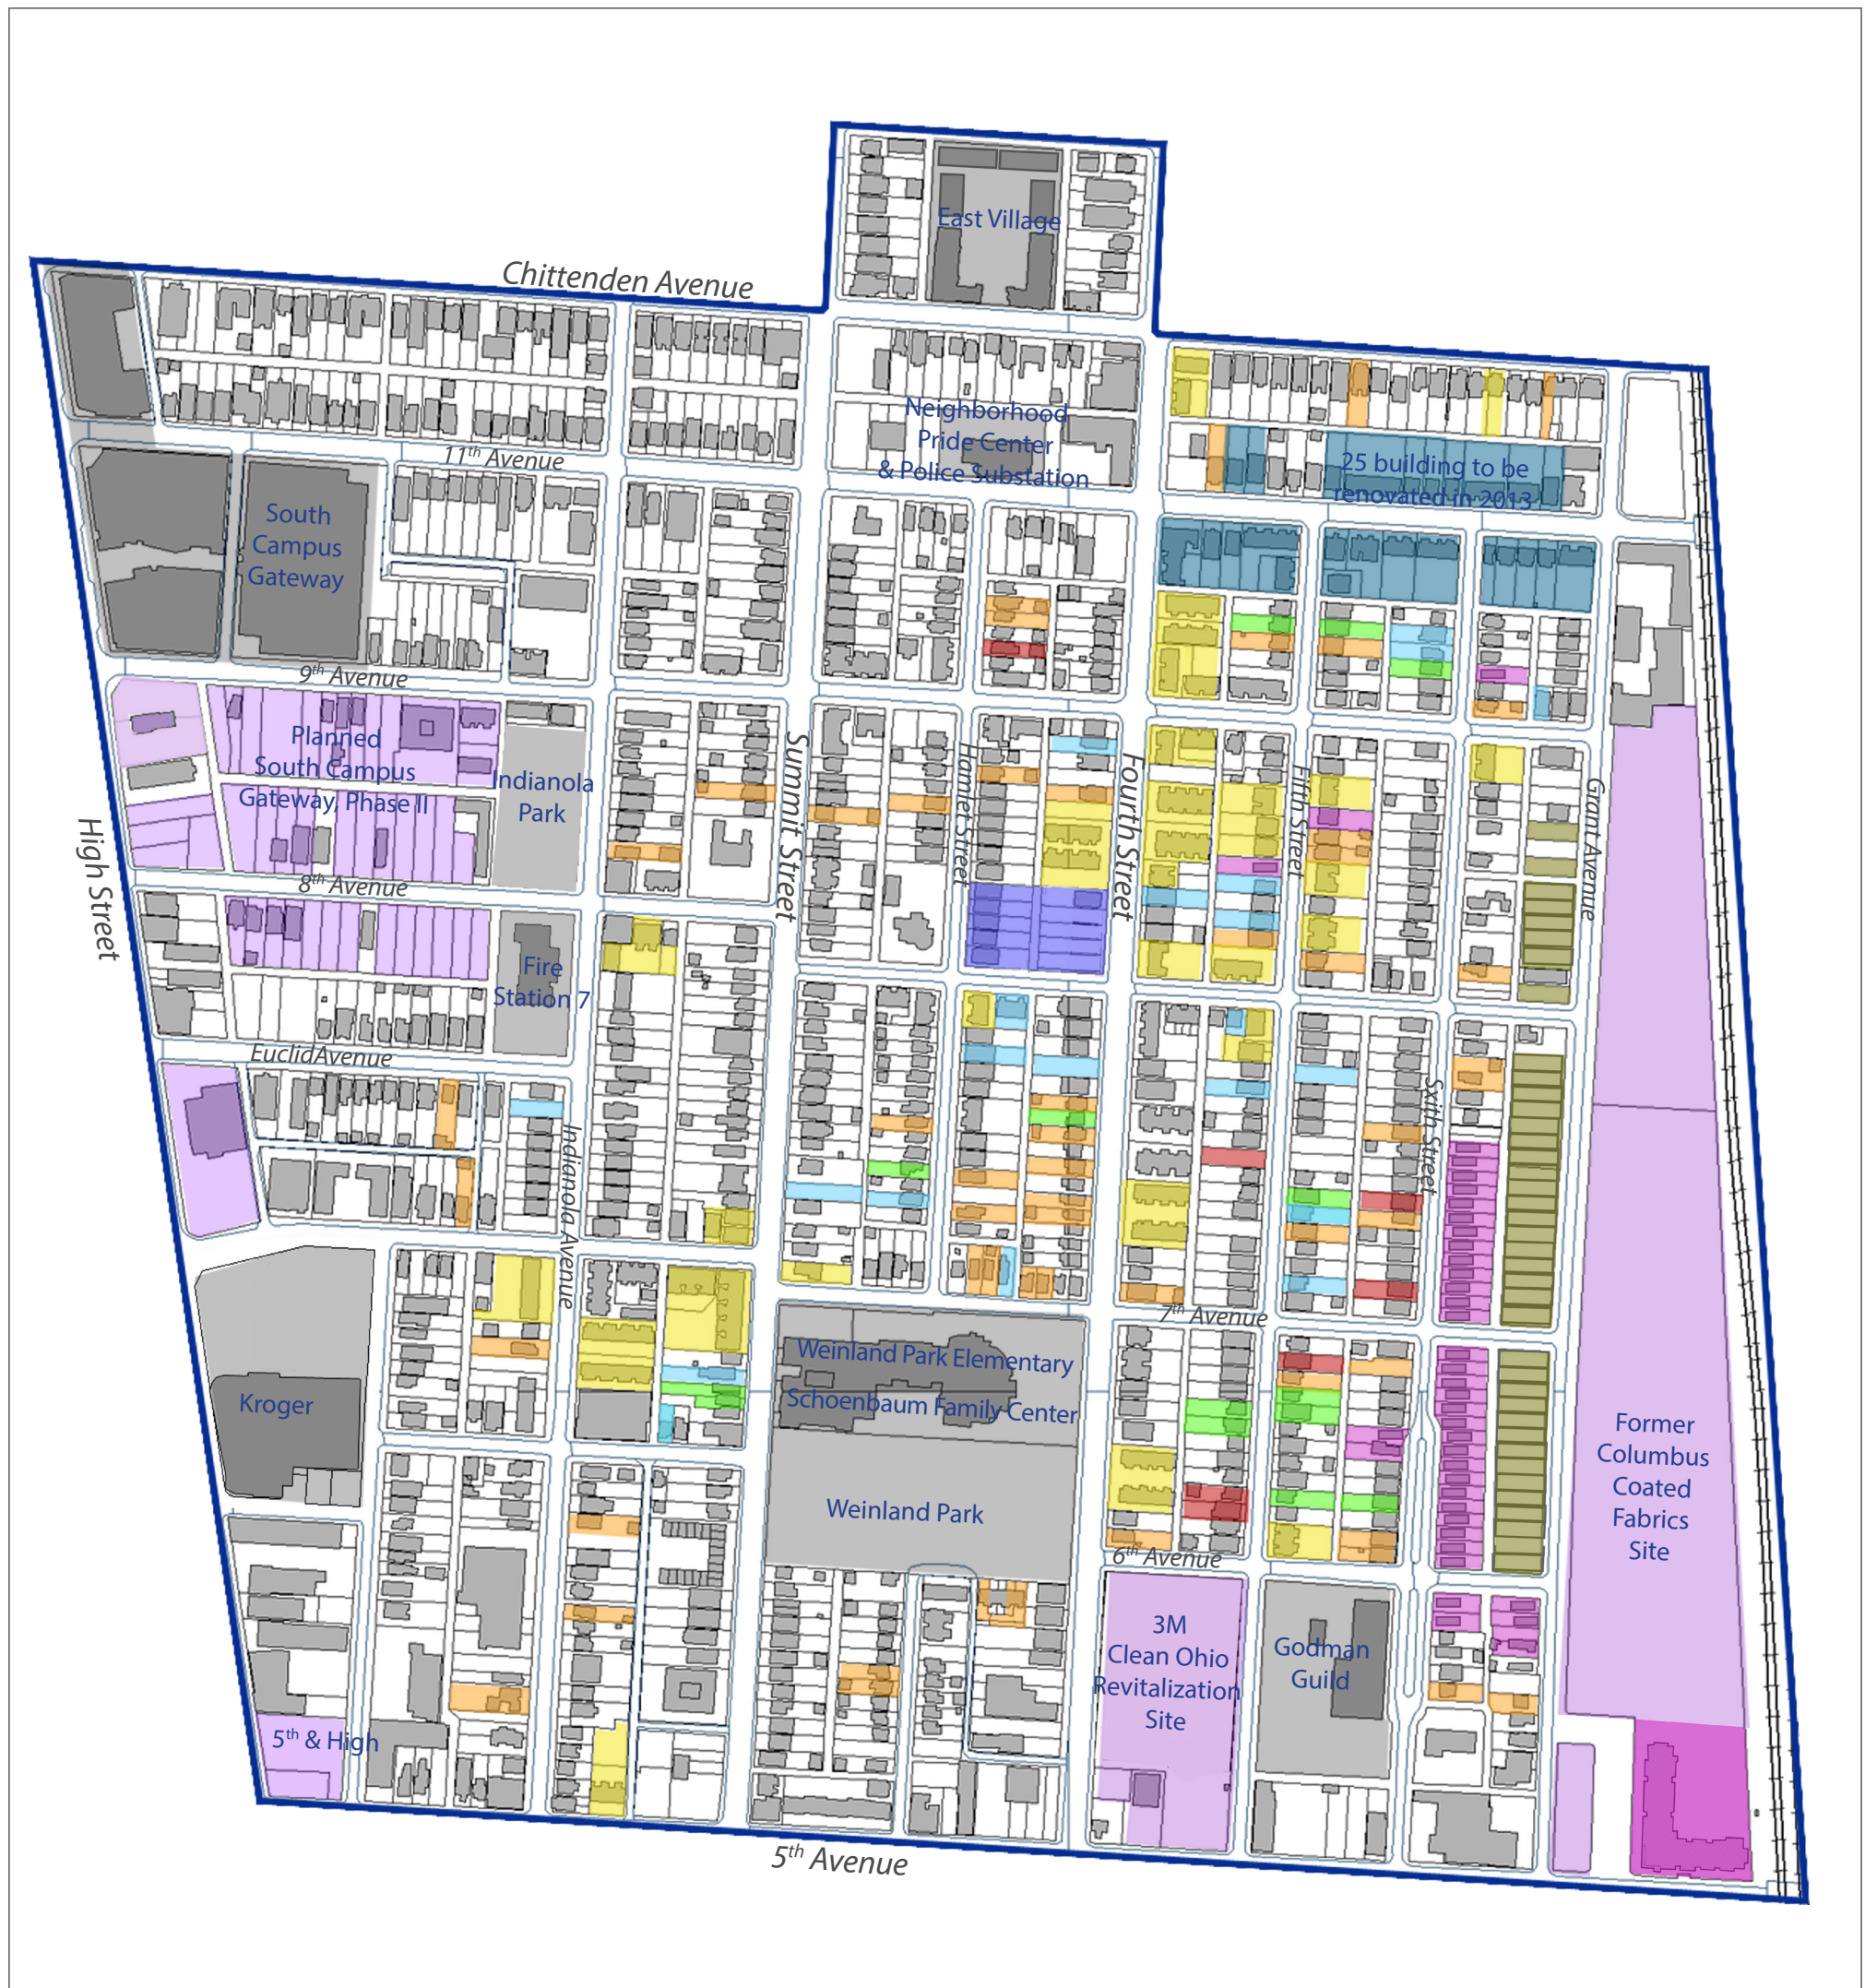 East Village
Chittenden Avenue
Neighborhood
Pride Center
& Police Substation
11th Avenue
25 building to be
renovated in 2013
South
Campus
Gateway
9th Avenue
Planned
South Campus
Gateway, Phase II
Indianola
Park
Summit Street
Hamlet Street
Fourth Street
Fifth Street
Grant Avenue
High Street
8th Avenue
Fire
Station 7
EuclidAvenue
Indianola Avenue
Sxith Street
7th Avenue
Weinland Park Elementary
Schoenbaum Family Center
Kroger
Former
Columbus
Coated
Fabrics
Site
Weinland Park
6th Avenue
3M
Clean Ohio
Revitalization
Site
Godman
Guild
5th & High
5th Avenue